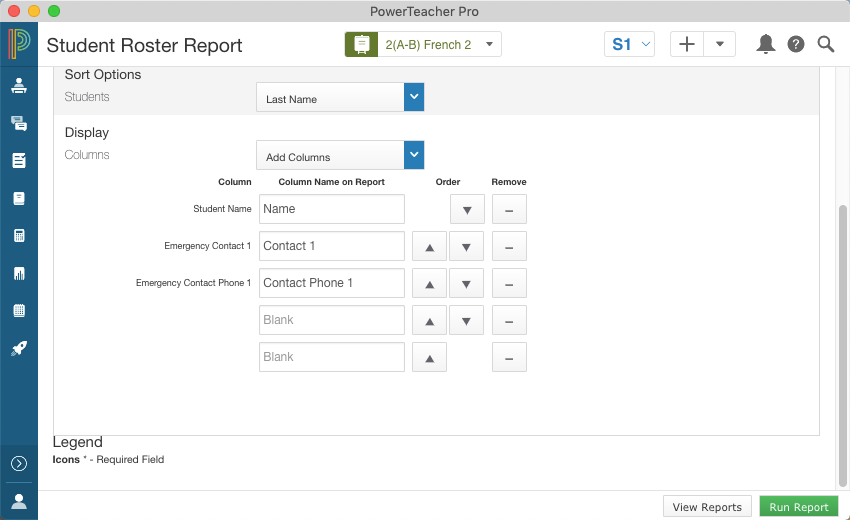 PowerTeacher Pro
Student Roster Report
2(A-B) French 2
S1
Sort Options
Students
Last Name
Display
Columns
Add Columns
Column Column Name on Report Order Remove
Student Name Name
Emergency Contact 1 Contact 1
Emergency Contact Phone 1 Contact Phone 1
Blank
Blank
Legend
Icons * - Required Field
View Reports Run Report